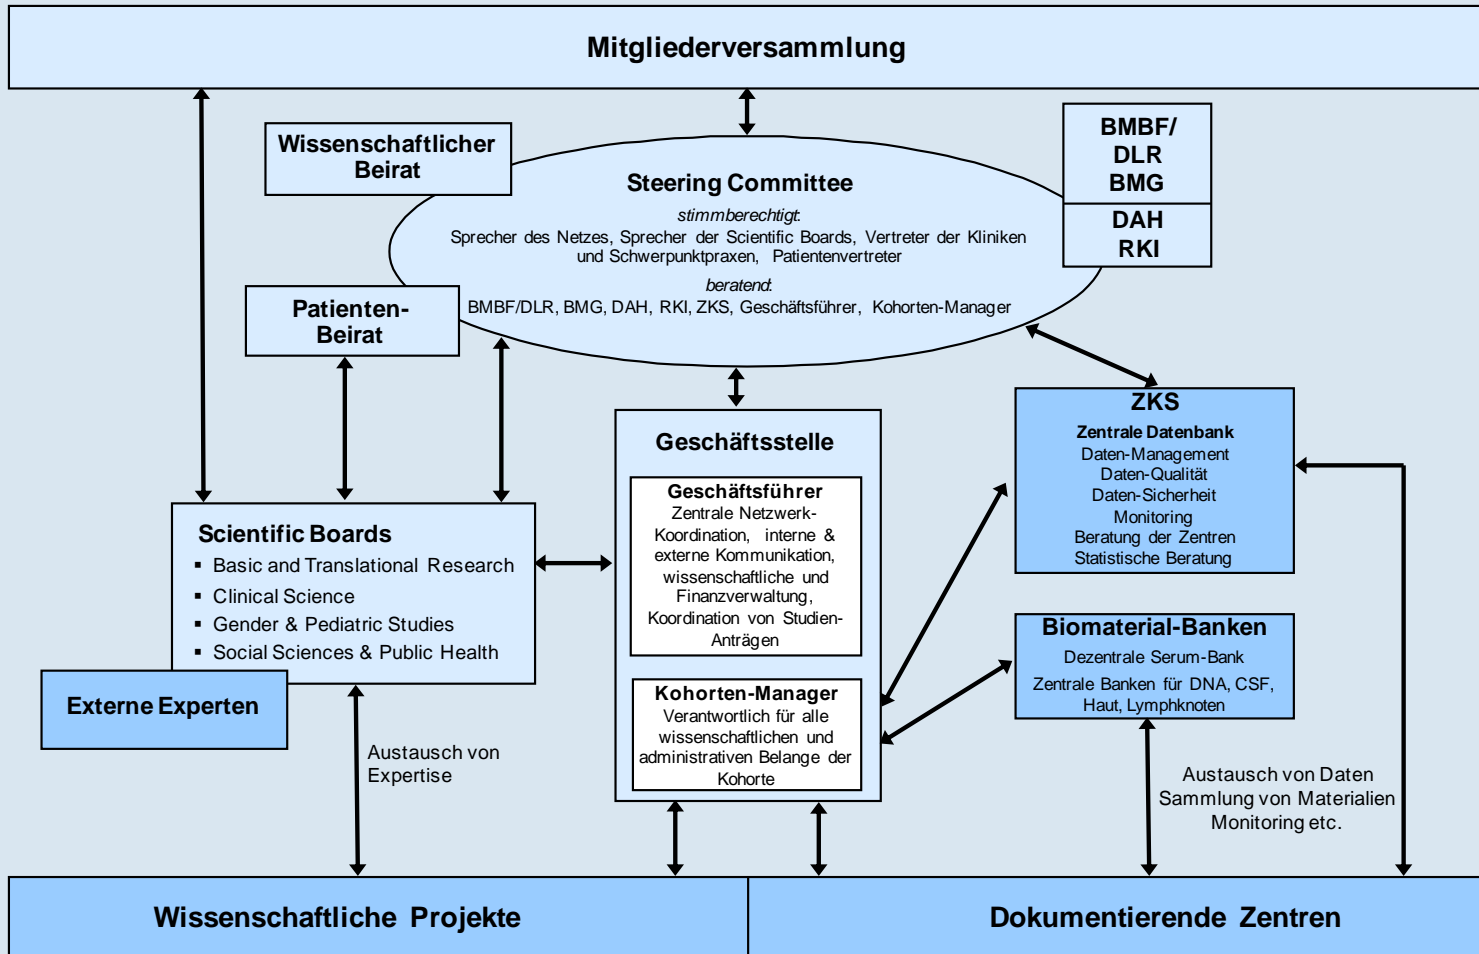 Mitgliederversammlung
Wissenschaftlicher
Beirat
BMBF/
DLR
BMG
DAH
RKI
Steering Committee
stimmberechtigt:
Sprecher des Netzes, Sprecher der Scientific Boards, Vertreter der Kliniken
und Schwerpunktpraxen, Patientenvertreter
beratend:
BMBF/DLR, BMG, DAH, RKI, ZKS, Geschäftsführer, Kohorten-Manager
Patienten-
Beirat
Geschäftsstelle
Geschäftsführer
Zentrale Netzwerk-
Koordination, interne &
externe Kommunikation,
wissenschaftliche und
Finanzverwaltung,
Koordination von Studien-
Anträgen
Kohorten-Manager
Verantwortlich für alle
wissenschaftlichen und
administrativen Belange der
Kohorte
ZKS
Zentrale Datenbank
Daten-Management
Daten-Qualität
Daten-Sicherheit
Monitoring
Beratung der Zentren
Statistische Beratung
Scientific Boards
▪ Basic and Translational Research
▪ Clinical Science
▪ Gender & Pediatric Studies
▪ Social Sciences & Public Health
Externe Experten
Biomaterial-Banken
Dezentrale Serum-Bank
Zentrale Banken für DNA, CSF,
Haut, Lymphknoten
Austausch von
Expertise
Austausch von Daten
Sammlung von Materialien
Monitoring etc.
Wissenschaftliche Projekte
Dokumentierende Zentren